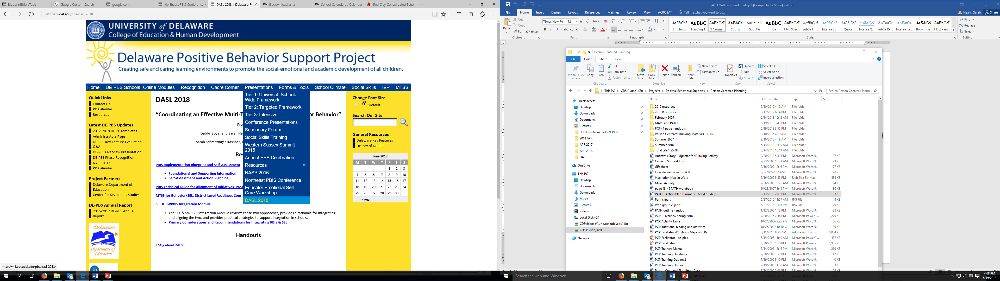 BlueprintBriefsTools
Google Custom Search
google.com
Northeast PBIS Conference «
DASL 2018 « Delaware P
filedownload.ashx
School Calendars / Calendar
Red Clay Consolidated Scho
wh1.oet.udel.edu/pbs/dasl-2018
UNIVERSITY of DELAWARE
College of Education & Human Development
Delaware Positive Behavior Support Project
Creating safe and caring learning environments to promote the social-emotional and academic development of all children.
Home DE-PBS Schools Online Modules Recognition Cadre Corner Presentations Forms & Tools School Climate Social Skills IEP MTSS
Quick Links
Contact Us
PD Calendar
Resources
Latest DE-PBS Updates
2017-2018 DDRT Templates
Administrators Page
DE-PBS Key Feature Evaluation
Q&A
DE-PBS Overview Presentation
DE-PBS Phase Recognition
NASP 2017
PD Calendar
Project Partners
Delaware Department of
Education
Center for Disabilities Studies
DE-PBS Annual Report
2016-2017 DE-PBS Annual
Report
Delaware
Department of
Education
DASL 2018
“Coordinating an Effective Multi-T
or Behavior”
Pres
Debby Boyer and Sarah Hea
Sarah Schmittinger-Kashner, F
Res
PBIS Implementation Blueprint and Self-Assessment
Foundational and Supporting Information
Self-Assessment and Action Planning
PBIS Technical Guide for Alignment of Initiatives, Prog
MTSS for Behavior/SEL: District Level Readiness Consi
SEL & SWPBIS Integration Module
The SEL & SWPBIS Integration Module reviews these two approaches, provides a rationale for integrating
and aligning the two, and provides practical strategies to support integration in schools.
Primary Considerations and Recommendations for Integrating PBIS & SEL
Handouts
FAQs about MTSS
Tier 1: Universal, School-
Wide Framework
Tier 2: Targeted Framework
Tier 3: Intensive
Conference Presentations
Secondary Forum
Social Skills Training
Western Sussex Summit
2015
Annual PBS Celebration
Resources »
NASP 2016
Northeast PBIS Conference
Educator Emotional Self-
Care Workshop
DASL 2018
Change Font Size
A+ Default
Search Our Site
General Resources
Delaware Key Features
History of DE-PBS
June 2018
M T W T F S S
1 2 3
4 5 6 7 8 9 10
11 12 13 14 15 16 17
18 19 20 21 22 23 24
25 26 27 28 29 30
« Aug
http://wh1.oet.udel.edu/pbs/dasl-2018/
PATH Outline - hand guide p.1 [Compatibility Mode] - Word
File Home Insert Design Layout References Mailings Review View ACROBAT Tell me what you want to do... Hearn, Sarah Share
Paste
Cut
Copy
Format Painter
Clipboard
Times New Ro 12
Font
Paragraph
Emphasis
Heading 1
¶ Normal
Strong
Subtitle
Title
¶ No Spac...
Subtle Em...
Intense E...
Quote
Intense Q...
Subtle Ref...
Intense Re...
Book Title
¶ List Para...
Styles
Find
Replace
Select
Editing
Person Centered Planning
File Home Share View
Pin to Quick
access
Copy
Paste
Cut
Copy path
Paste shortcut
Clipboard
Move
to
Copy
to
Delete
Rename
Organize
New
folder
New item
Easy access
New
Properties
Open
Edit
History
Open
Select all
Select none
Invert selection
Select
This PC > CDS (\\uno) (Z:) > Projects > Positive Behavioral Supports > Person Centered Planning
Search Person Centered Plann...
Quick access
Desktop
Downloads
Documents
Pictures
SH Notes from cadre 9.19.17
2018 APR
APR 2017
APR 2018
DASL
OneDrive
This PC
Desktop
Documents
Downloads
Music
Pictures
Videos
Local Disk (C:)
CDSvideos (\\uno.oet.udel.edu) (J:)
CDS (\\uno) (Z:)
Network
Name Date modified Type Size
2010 resources 2/10/2015 4:19 AM File folder
2015 Resources 3/17/2017 6:14 PM File folder
February 2009 6/14/2018 10:12 AM File folder
MAPS and PATHS 6/19/2018 3:41 PM File folder
PCP- 1 page handouts 6/19/2018 3:55 PM File folder
Person Centered Thinking Materials - 1.3.07 2/10/2015 4:19 AM File folder
Summer 2007 2/10/2015 4:19 AM File folder
Summer 2016 6/14/2018 10:10 AM File folder
Total Life 1.25.08 6/14/2018 10:11 AM File folder
Andrew's Story - Vignette for Drawing Activity 9/20/2013 5:39 PM Microsoft Word 9... 27 KB
Circle of Support Form 2/23/2005 10:41 AM Microsoft Word 9... 29 KB
Gift sheet 2/16/2009 12:16 PM Microsoft Word 9... 177 KB
How do we know it's PCP 5/6/2005 8:52 AM Microsoft Word 9... 28 KB
Inspiration Map in Word 7/19/2005 3:49 PM Rich Text Format 484 KB
Music Activity 7/26/2005 10:26 AM Microsoft Word 9... 24 KB
page 43-45 PATH workbook 10/23/2007 1:41 PM Microsoft Word 9... 36 KB
PATH - Action Plan summary - hand guide p. 2 2/13/2012 2:01 PM Microsoft Word 9... 33 KB
Path clipart 5/27/2016 11:57 AM JPG File 44 KB
Path group clip art 5/27/2016 12:03 PM JPG File 179 KB
PATH outline handout 1/12/2006 1:12 PM Microsoft Word 9... 28 KB
PCP - Overview spring 2016 7/20/2016 2:36 PM Microsoft PowerP... 1,279 KB
PCP Activity Table 10/24/2006 2:25 PM Microsoft Word 9... 56 KB
PCP additional reading and activities 10/25/2007 10:40 ... Microsoft Word 9... 89 KB
PCP Faciliator Workbook Maps and Path 3/11/2015 8:58 AM Adobe Acrobat D... 15,004 KB
PCP Facilitator - no pics 5/15/2006 11:40 AM Microsoft PowerP... 487 KB
PCP Facilitator 6/20/2016 1:10 PM Microsoft PowerP... 1,905 KB
PCP Trainers Manual 7/14/2005 12:16 PM Microsoft Word 9... 269 KB
PCP Training Handouts 7/20/2005 1:53 PM Microsoft Word 9... 42 KB
PCP Training Outline 2 7/19/2005 3:10 PM Microsoft Word 9... 40 KB
PCP Training Outline 7/19/2005 11:38 AM Microsoft Word 9... 33 KB
Search the web and Windows
4:08 PM
6/19/2018